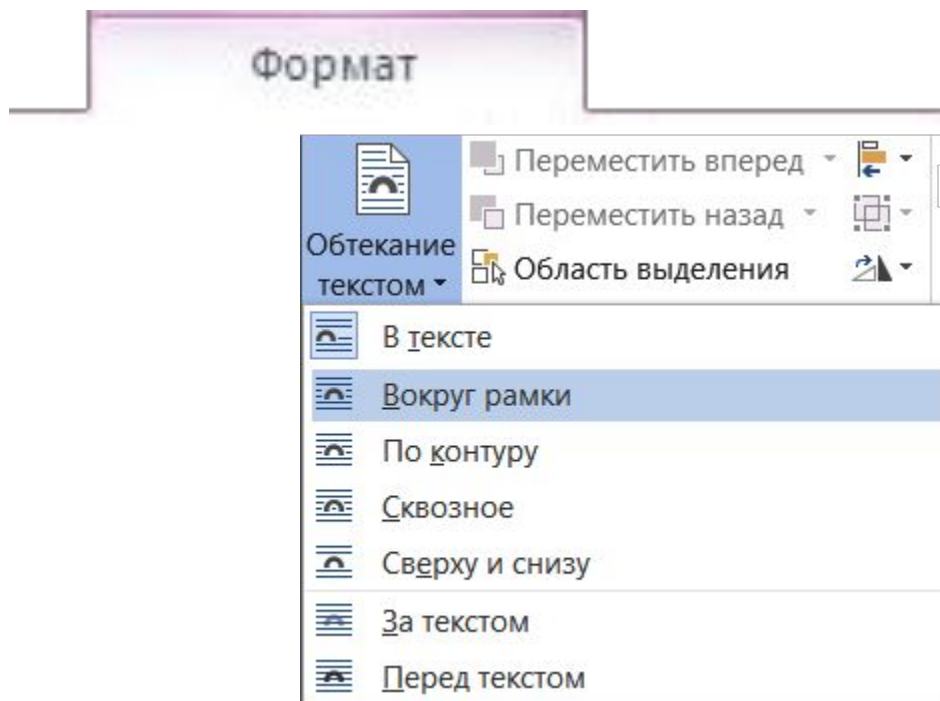 Формат
Переместить вперед
Обтекание
текстом
Переместить назад
Область выделения
В тексте
Вокруг рамки
По контуру
Сквозное
Сверху и снизу
За текстом
Перед текстом